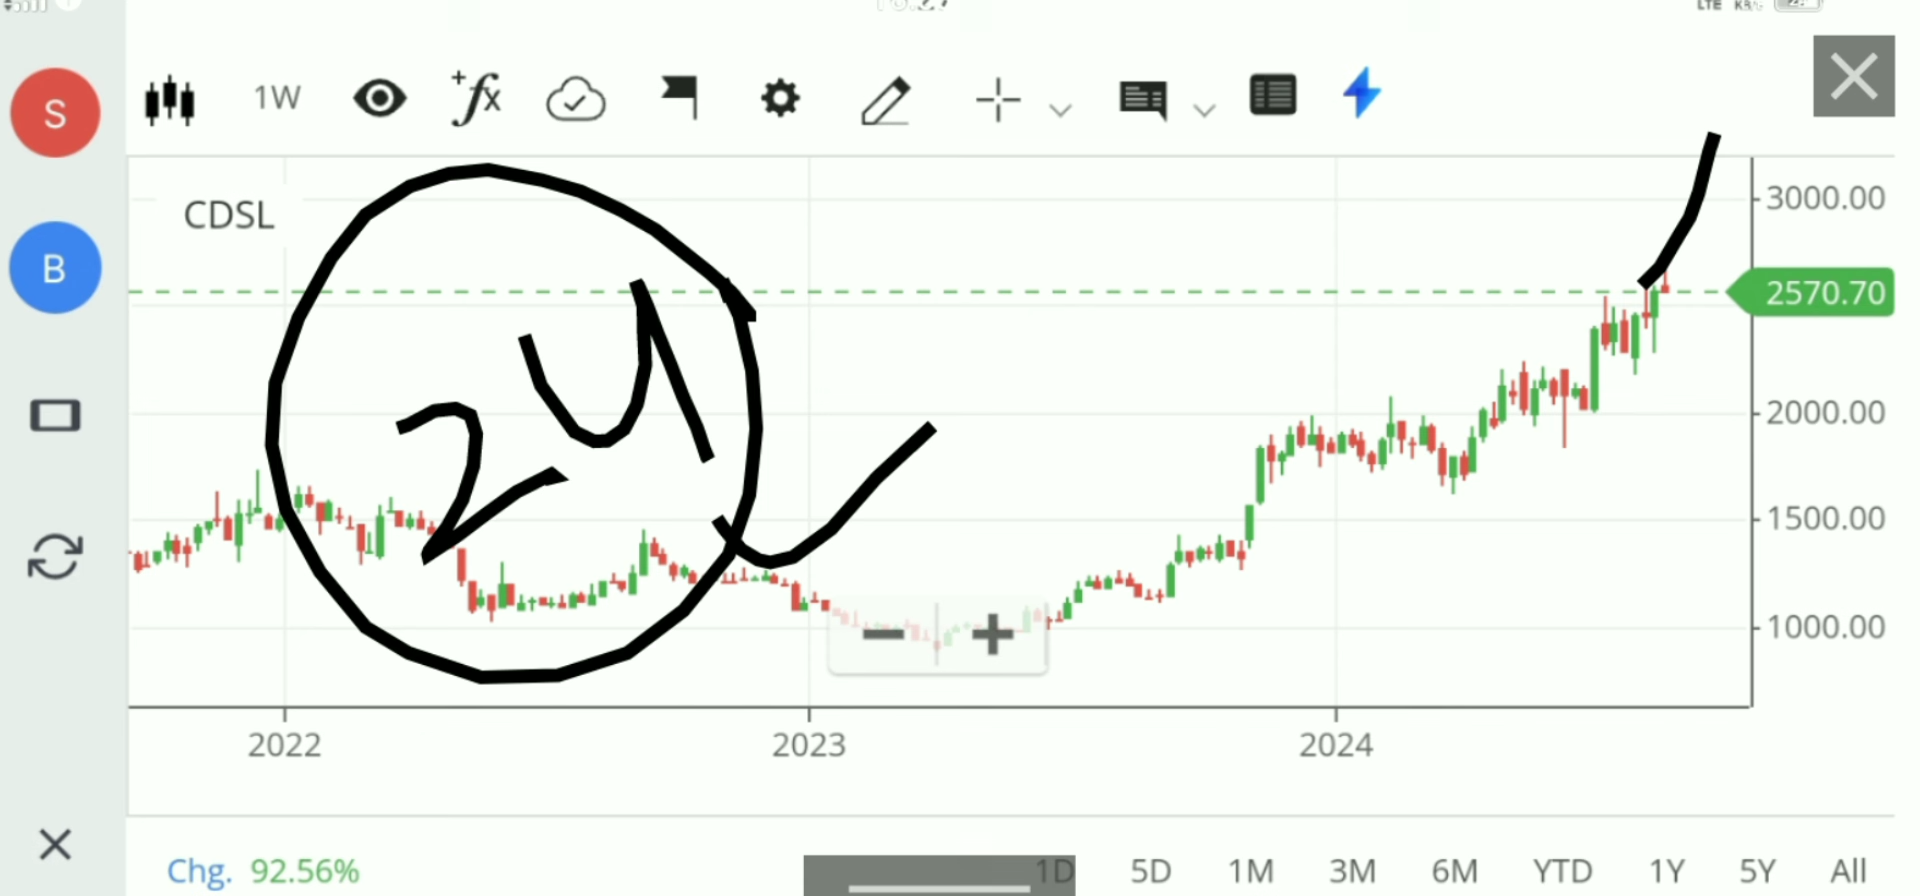 S
1W
CDSL
B
3000.00
2570.70
24
2000.00
1500.00
1000.00
2022 2023 2024
Chg. 92.56%
1D 5D 1M 3M 6M YTD 1Y 5Y All